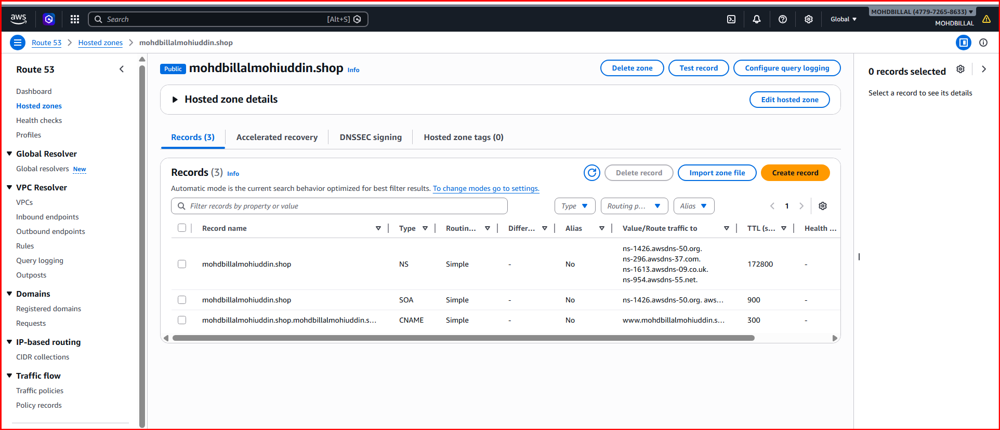 aws
Search [Alt+S]
Global
MOHDBILLAL (4779-7265-8633)
MOHDBILLAL
Route 53 > Hosted zones > mohdbillalmohiuddin.shop
Route 53
Dashboard
Hosted zones
Health checks
Profiles
Global Resolver
Global resolvers New
VPC Resolver
VPCs
Inbound endpoints
Outbound endpoints
Rules
Query logging
Outposts
Domains
Registered domains
Requests
IP-based routing
CIDR collections
Traffic flow
Traffic policies
Policy records
Public mohdbillalmohiuddin.shop Info
Delete zone Test record Configure query logging
Hosted zone details
Edit hosted zone
Records (3) Accelerated recovery DNSSEC signing Hosted zone tags (0)
Records (3) Info
Delete record Import zone file Create record
Automatic mode is the current search behavior optimized for best filter results. To change modes go to settings.
Filter records by property or value
Type Routing p... Alias
1
Record name Type Routin... Differ... Alias Value/Route traffic to TTL (s... Health ...
mohdbillalmohiuddin.shop NS Simple - No ns-1426.awsdns-50.org.
ns-296.awsdns-37.com.
ns-1613.awsdns-09.co.uk.
ns-954.awsdns-55.net. 172800 -
mohdbillalmohiuddin.shop SOA Simple - No ns-1426.awsdns-50.org. aws... 900 -
mohdbillalmohiuddin.shop.mohdbillalmohiuddin.s... CNAME Simple - No www.mohdbillalmohiuddin.s... 300 -
0 records selected
Select a record to see its details